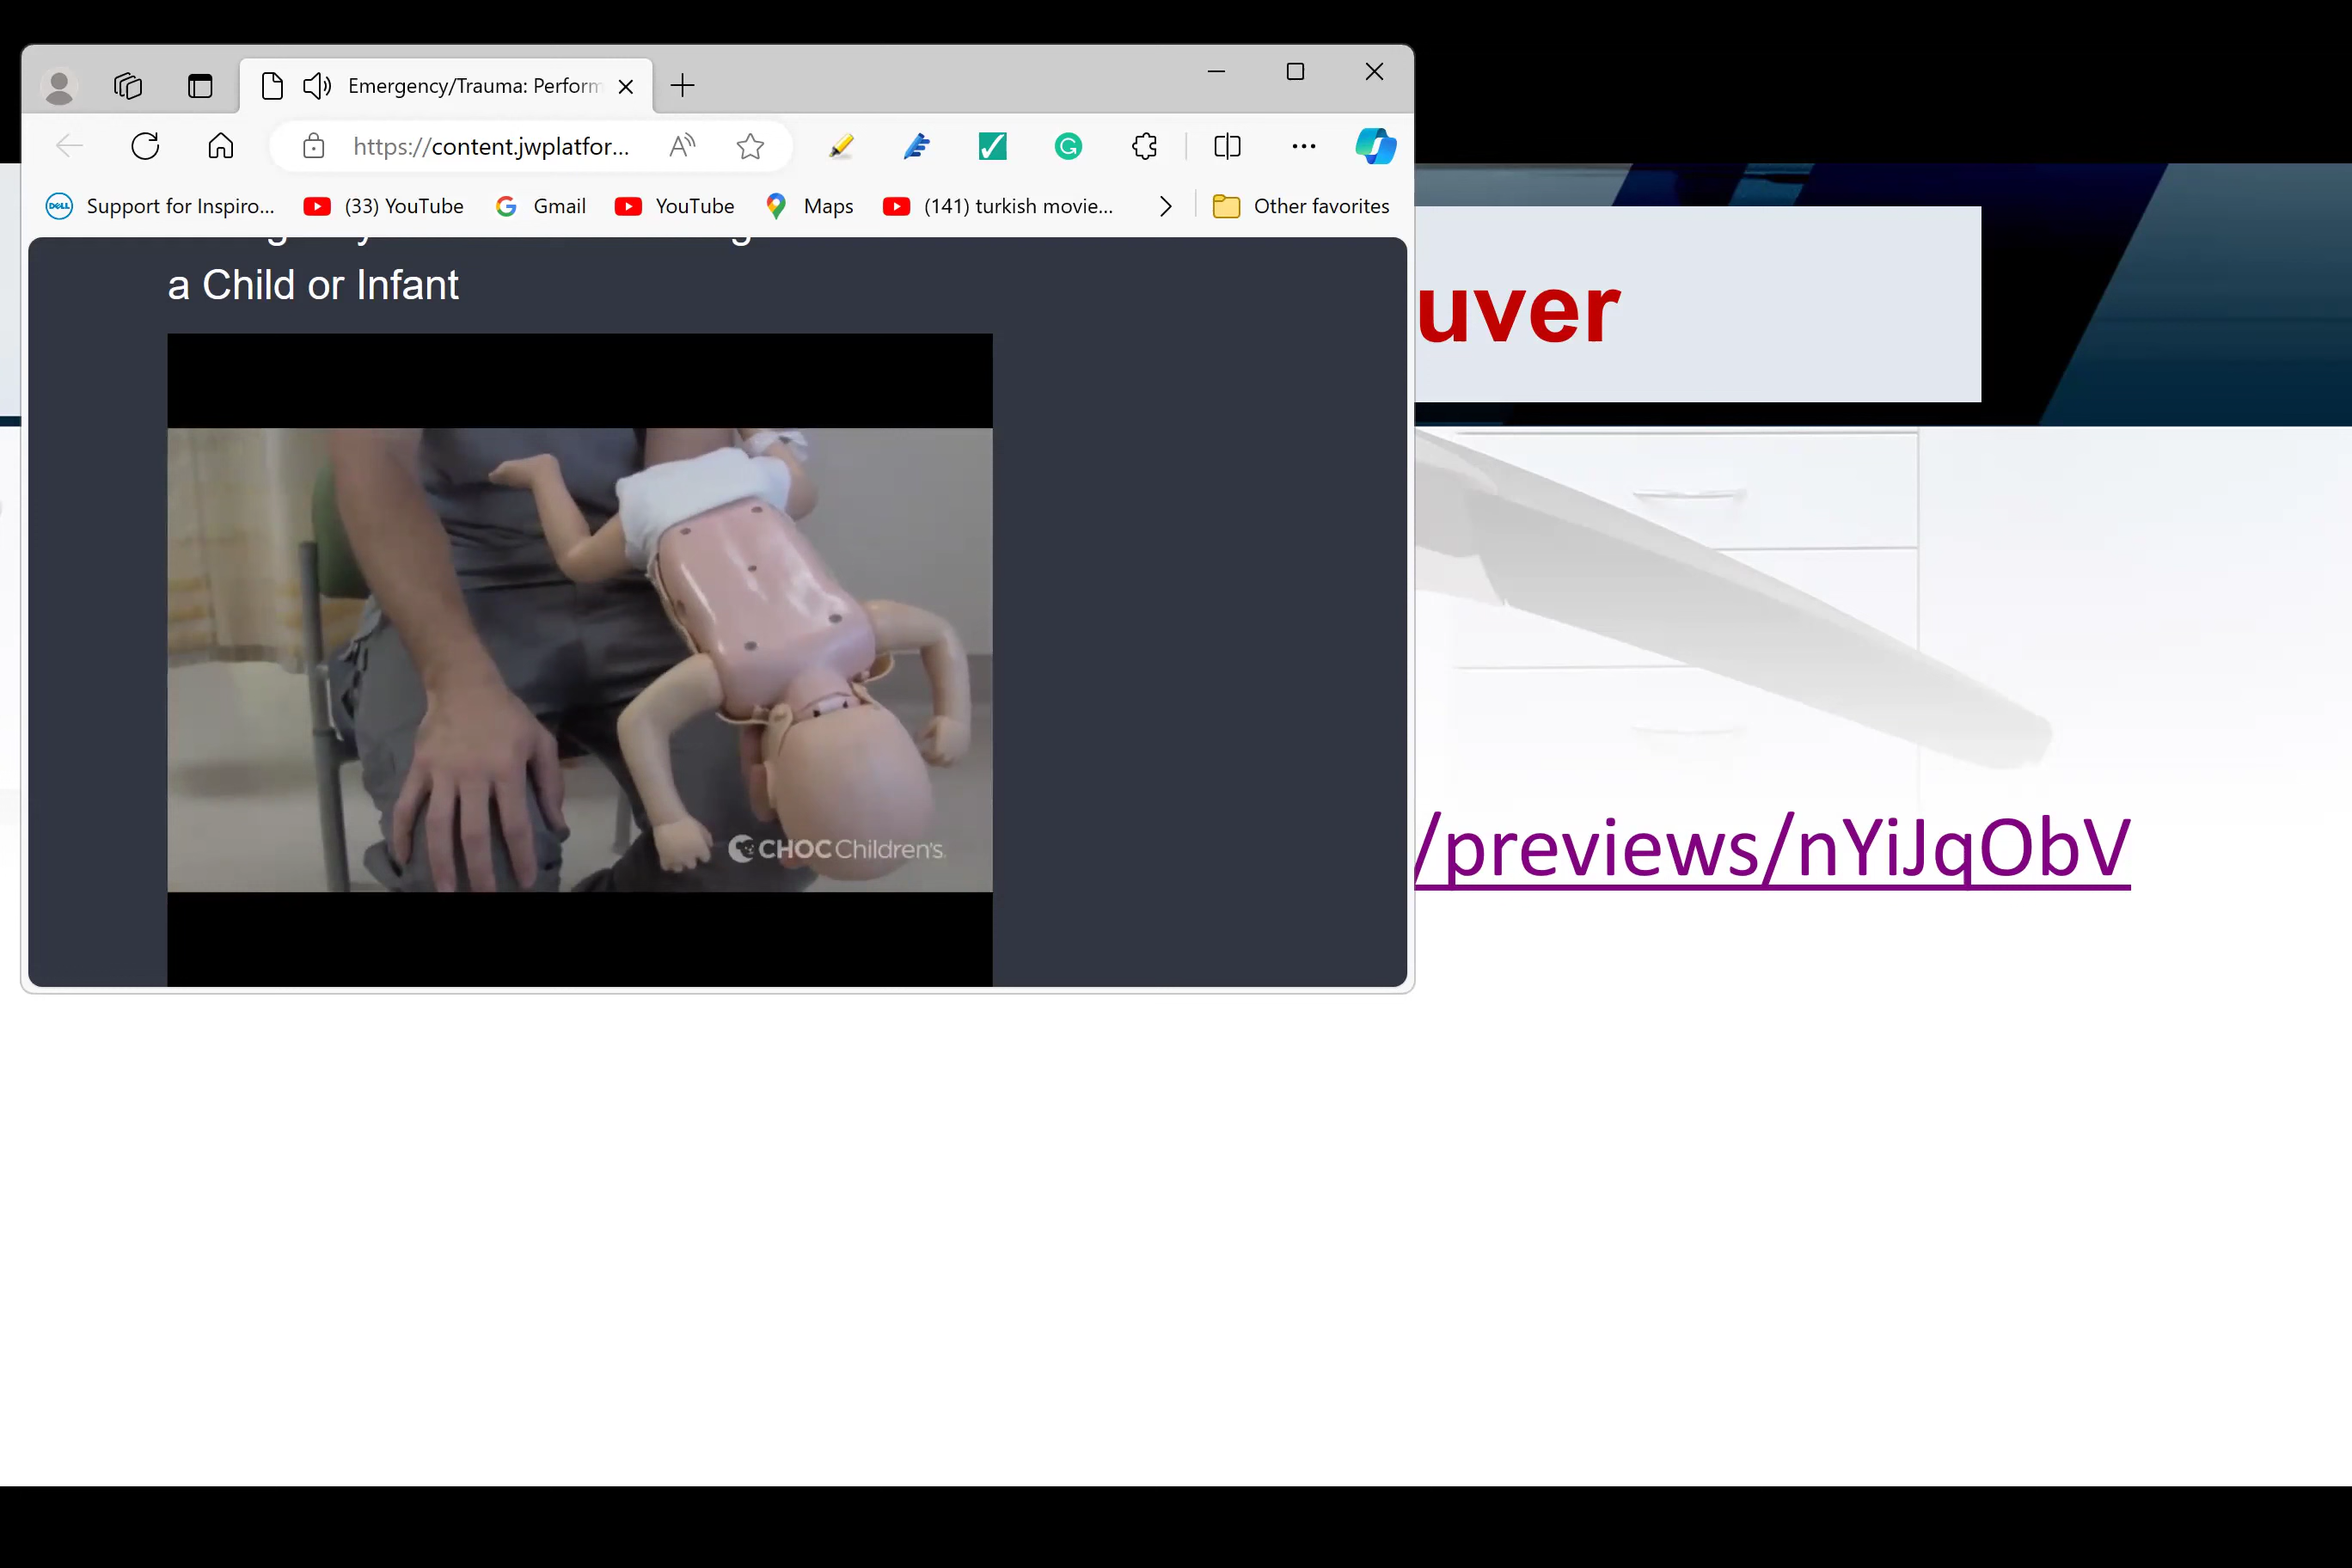 Emergency/Trauma: Perform
https://content.jwplatfor...
DELL
Support for Inspiro...
(33) YouTube
Gmail
YouTube
Maps
(141) turkish movie...
Other favorites
a Child or Infant
uver
CHOC Children's
/previews/nYiJqObV